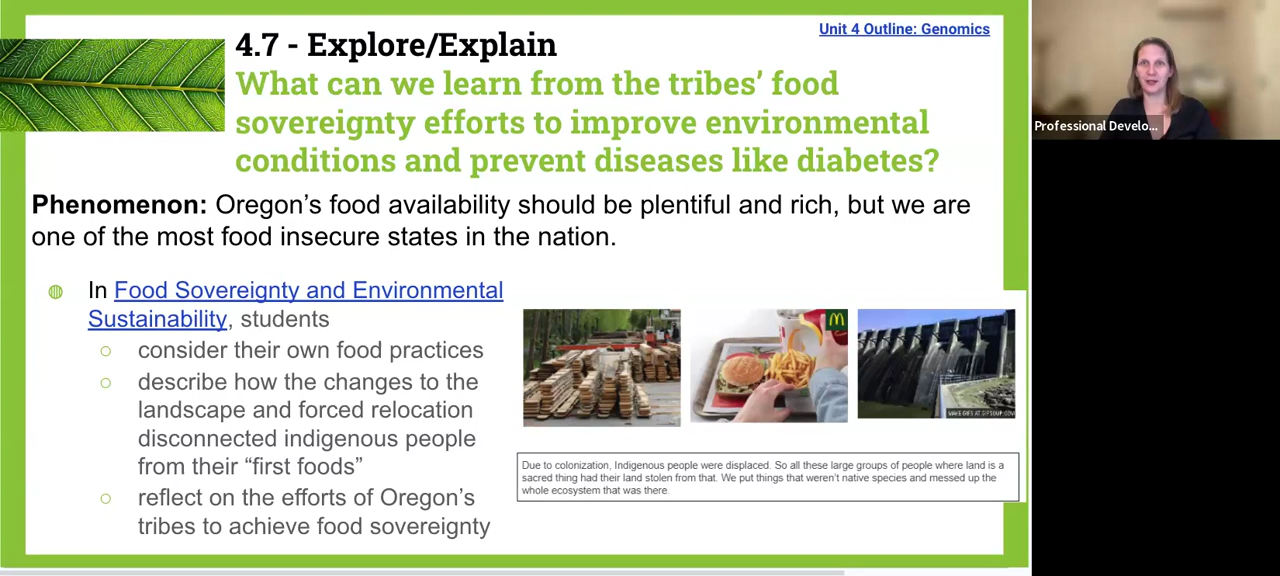 Unit 4 Outline: Genomics
4.7 - Explore/Explain
What can we learn from the tribes’ food
sovereignty efforts to improve environmental
conditions and prevent diseases like diabetes?
Phenomenon: Oregon’s food availability should be plentiful and rich, but we are
one of the most food insecure states in the nation.
In Food Sovereignty and Environmental
Sustainability, students
consider their own food practices
describe how the changes to the
landscape and forced relocation
disconnected indigenous people
from their “first foods”
reflect on the efforts of Oregon’s
tribes to achieve food sovereignty
MAKE GIFS AT GIFSOUP.COM
Due to colonization, Indigenous people were displaced. So all these large groups of people where land is a
sacred thing had their land stolen from that. We put things that weren't native species and messed up the
whole ecosystem that was there.
Professional Develo...